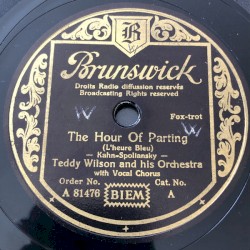 B
Brunswick
Droits Radio diffusion reservés
Broadcasting Rights reserved
Fox-trot
W
W
The Hour Of Parting
(L'heure Bleu)
— Kahn-Spoliansky —
Teddy Wilson and his Orchestra
with Vocal Chorus
Order No. Cat. No.
A 81476 BIEM A